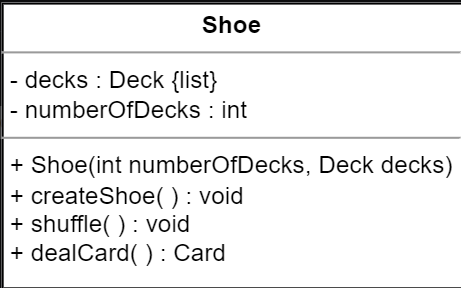 Shoe
- decks : Deck {list}
- numberOfDecks : int
+ Shoe(int numberOfDecks, Deck decks)
+ createShoe( ) : void
+ shuffle( ) : void
+ dealCard( ) : Card